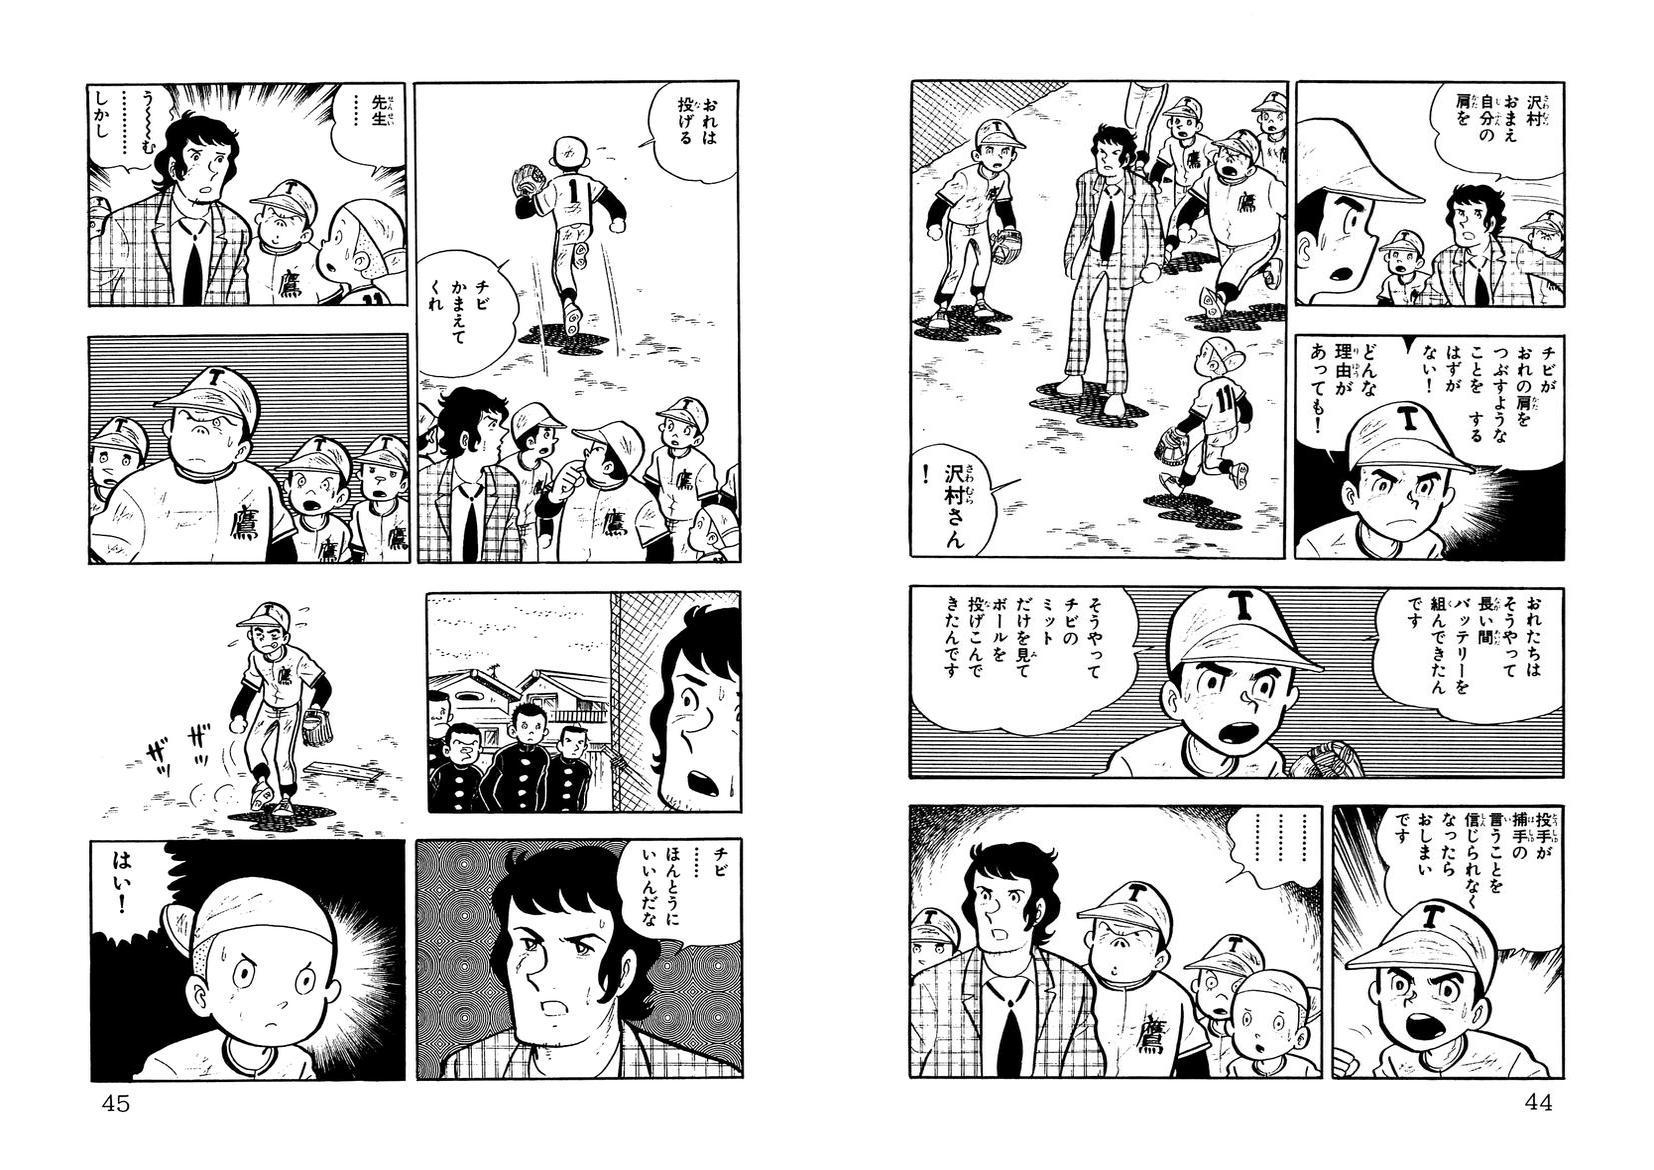 沢村
おまえ
自分の
肩を
チビが
おれの肩を
つぶすような
ことを する
はずが
ない!
どんな
理由が
あっても!
沢村さん
!
おれたちは
そうやって
長い間
バッテリーを
組んできたん
です
そうやって
チビの
ミット
だけを見て
ボールを
投げこんで
きたんです
投手が
捕手の
言うことを
信じられなく
なったら
おしまい
です
…………
…………
44
おれは
投げる
チビ
かまえて
くれ
先生
……
う〜〜〜む
…………
しかし
T
鷹
1
11
ザッ
ザッ
チビ
……
ほんとうに
いいんだな
はい!
45